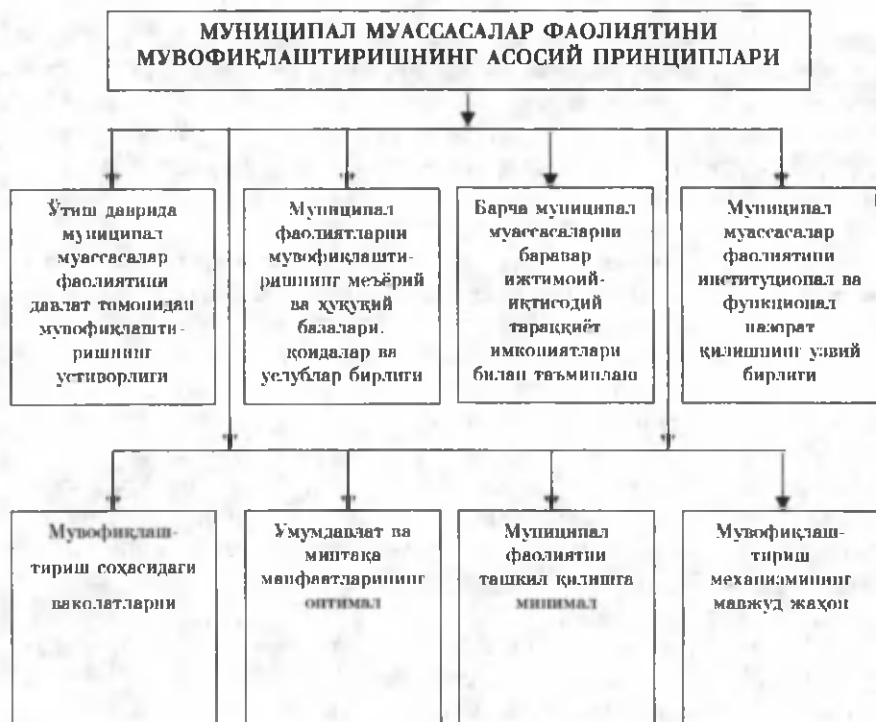 МУНИЦИПАЛ МУАССАСАЛАР ФАОЛИЯТИНИ
МУВОФИҚЛАШТИРИШНИНГ АСОСИЙ ПРИНЦИПЛАРИ
Ўтиш даврида
муниципал
муассасалар
фаолиятини
давлат томонидан
мувофиқлашти-
ришнинг
устиворлиги
Муниципал
фаолиятларни
мувофиқлашти-
ришнинг меъёрий
ва ҳуқуқий
базалари,
қоидалар ва
услублар бирлиги
Барча муниципал
муассасаларни
баравар
ижтимоий-
иқтисодий
тараққиёт
имкониятлари
билан таъминлаш
Муниципал
муассасалар
фаолиятини
институционал ва
функционал
назорат
қилишнинг узвий
бирлиги
Мувофиқлаш-
тириш соҳасидаги
ваколатларни
Умумдавлат ва
минтақа
манфаатларининг
оптимал
Муниципал
фаолиятни
ташкил қилишга
минимал
Мувофиқлаш-
тириш
механизмининг
мавжуд жаҳон